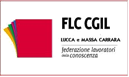 FLC CGIL
LUCCA e MASSA CARRARA
federazione lavoratori
della conoscenza